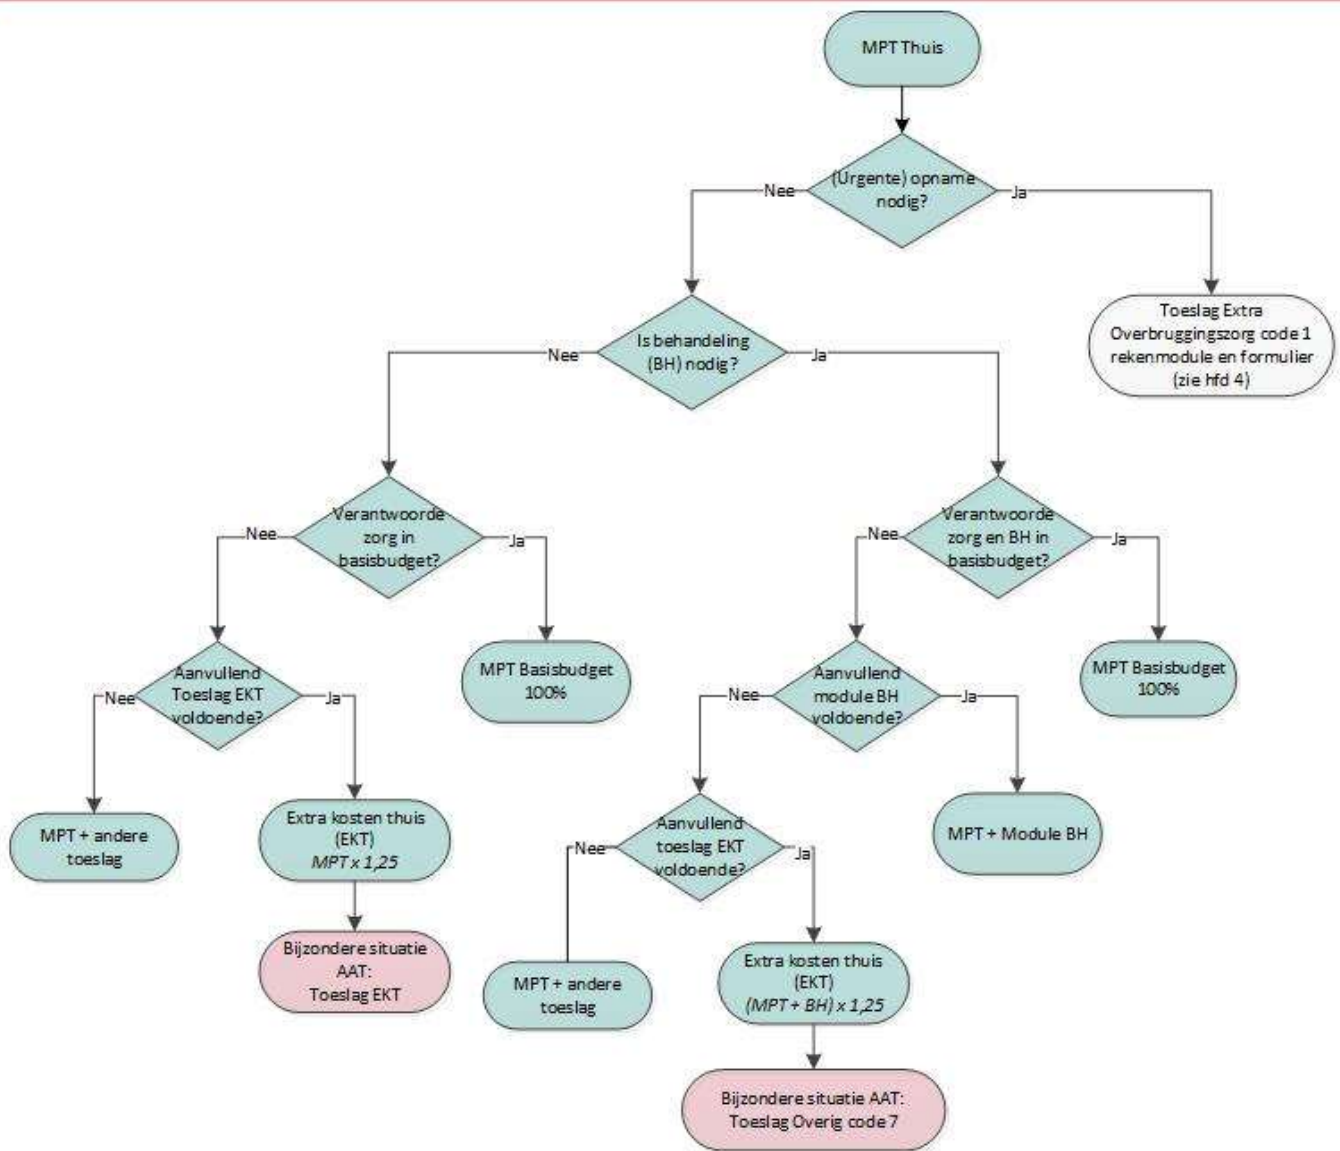 MPT Thuis
(Urgente) opname
nodig?
Nee
Ja
Toeslag Extra
Overbruggingszorg code 1
rekenmodule en formulier
(zie hfd 4)
Is behandeling
(BH) nodig?
Nee
Ja
Verantwoorde
zorg in
basisbudget?
Nee
Ja
Verantwoorde
zorg en BH in
basisbudget?
Nee
Ja
Aanvullend
Toeslag EKT
voldoende?
Nee
Ja
MPT Basisbudget
100%
Aanvullend
module BH
voldoende?
Nee
Ja
MPT Basisbudget
100%
MPT + andere
toeslag
Extra kosten thuis
(EKT)
MPT x 1,25
Aanvullend
toeslag EKT
voldoende?
Nee
Ja
MPT + Module BH
Bijzondere situatie
AAT:
Toeslag EKT
MPT + andere
toeslag
Extra kosten thuis
(EKT)
(MPT + BH) x 1,25
Bijzondere situatie AAT:
Toeslag Overig code 7